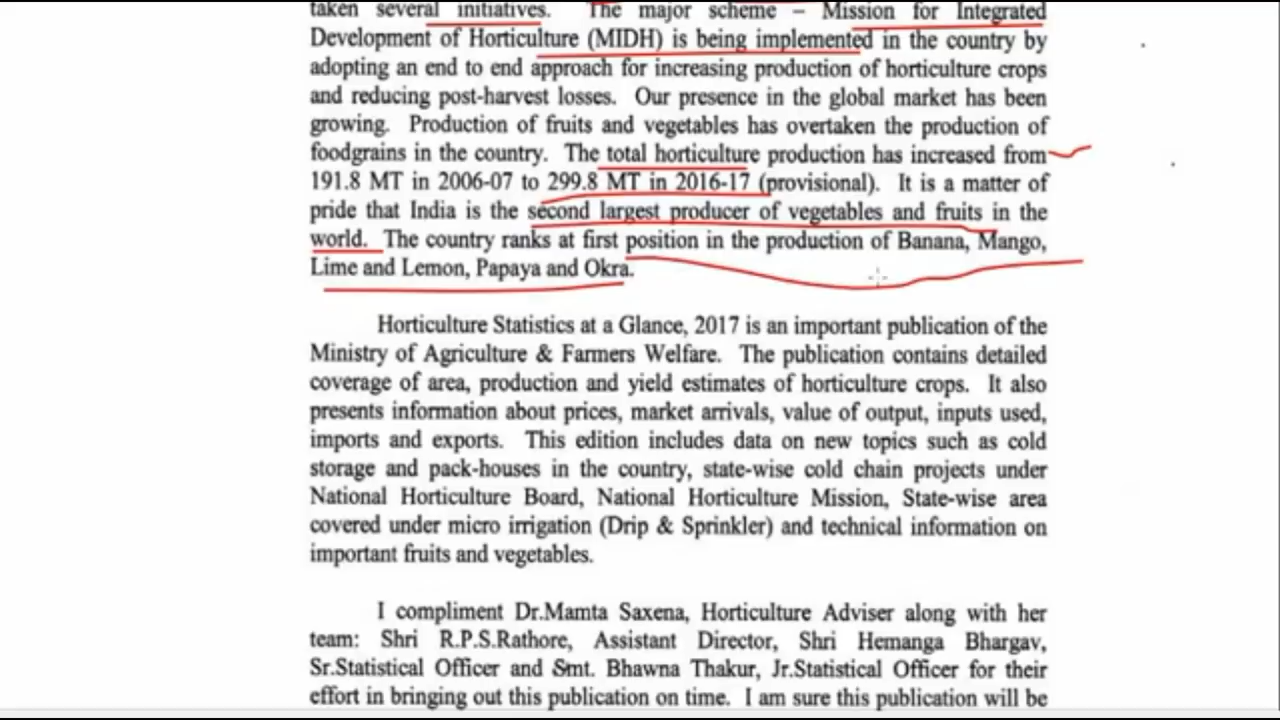 taken several initiatives. The major scheme – Mission for Integrated
Development of Horticulture (MIDH) is being implemented in the country by
adopting an end to end approach for increasing production of horticulture crops
and reducing post-harvest losses. Our presence in the global market has been
growing. Production of fruits and vegetables has overtaken the production of
foodgrains in the country. The total horticulture production has increased from
191.8 MT in 2006-07 to 299.8 MT in 2016-17 (provisional). It is a matter of
pride that India is the second largest producer of vegetables and fruits in the
world. The country ranks at first position in the production of Banana, Mango,
Lime and Lemon, Papaya and Okra.
Horticulture Statistics at a Glance, 2017 is an important publication of the
Ministry of Agriculture & Farmers Welfare. The publication contains detailed
coverage of area, production and yield estimates of horticulture crops. It also
presents information about prices, market arrivals, value of output, inputs used,
imports and exports. This edition includes data on new topics such as cold
storage and pack-houses in the country, state-wise cold chain projects under
National Horticulture Board, National Horticulture Mission, State-wise area
covered under micro irrigation (Drip & Sprinkler) and technical information on
important fruits and vegetables.
I compliment Dr.Mamta Saxena, Horticulture Adviser along with her
team: Shri R.P.S.Rathore, Assistant Director, Shri Hemanga Bhargav,
Sr.Statistical Officer and Smt. Bhawna Thakur, Jr.Statistical Officer for their
effort in bringing out this publication on time. I am sure this publication will be